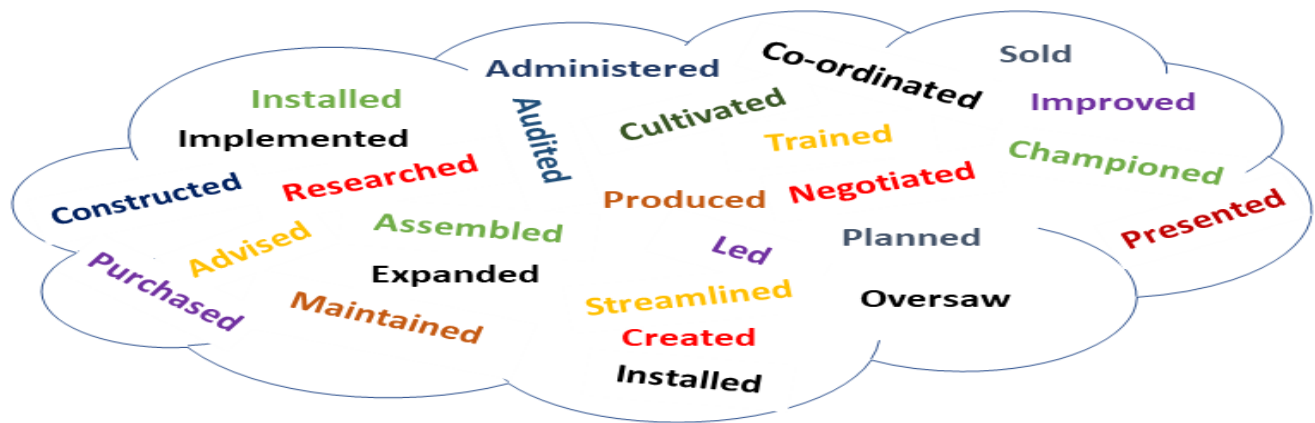 Sold
Administered
Co-ordinated
Installed
Improved
Cultivated
Implemented
Trained
Audited
Championed
Researched
Constructed
Negotiated
Produced
Presented
Assembled
Planned
Advised
Led
Expanded
Purchased
Streamlined
Oversaw
Maintained
Created
Installed